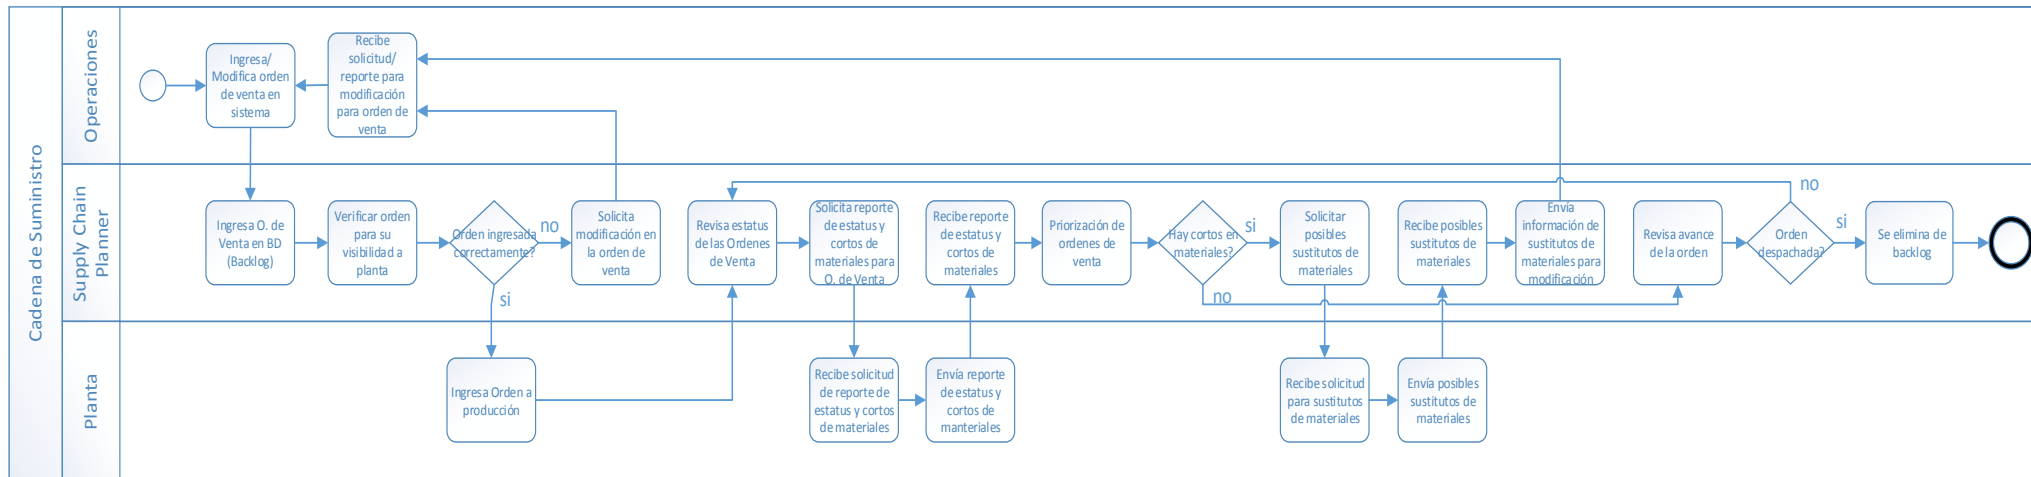 Cadena de Suministro
Operaciones
Ingresa/
Modifica orden
de venta en
sistema
Recibe
solicitud/
reporte para
modificación
para orden de
venta
Supply Chain
Planner
Ingresa O. de
Venta en BD
(Backlog)
Verificar orden
para su
visibilidad a
planta
Orden ingresada
correctamente?
no
si
Solicita
modificación en
la orden de
venta
Revisa estatus
de las Ordenes
de Venta
Solicita reporte
de estatus y
cortos de
materiales para
O. de Venta
Recibe reporte
de estatus y
cortos de
materiales
Priorización de
ordenes de
venta
Hay cortos en
materiales?
si
no
Solicitar
posibles
sustitutos de
materiales
Recibe posibles
sustitutos de
materiales
Envía
información de
sustitutos de
materiales para
modificación
Revisa avance
de la orden
Orden
despachada?
no
si
Se elimina de
backlog
Planta
Ingresa Orden a
producción
Recibe solicitud
de reporte de
estatus y cortos
de materiales
Envía reporte
de estatus y
cortos de
manteriales
Recibe solicitud
para sustitutos
de materiales
Envía posibles
sustitutos de
materiales